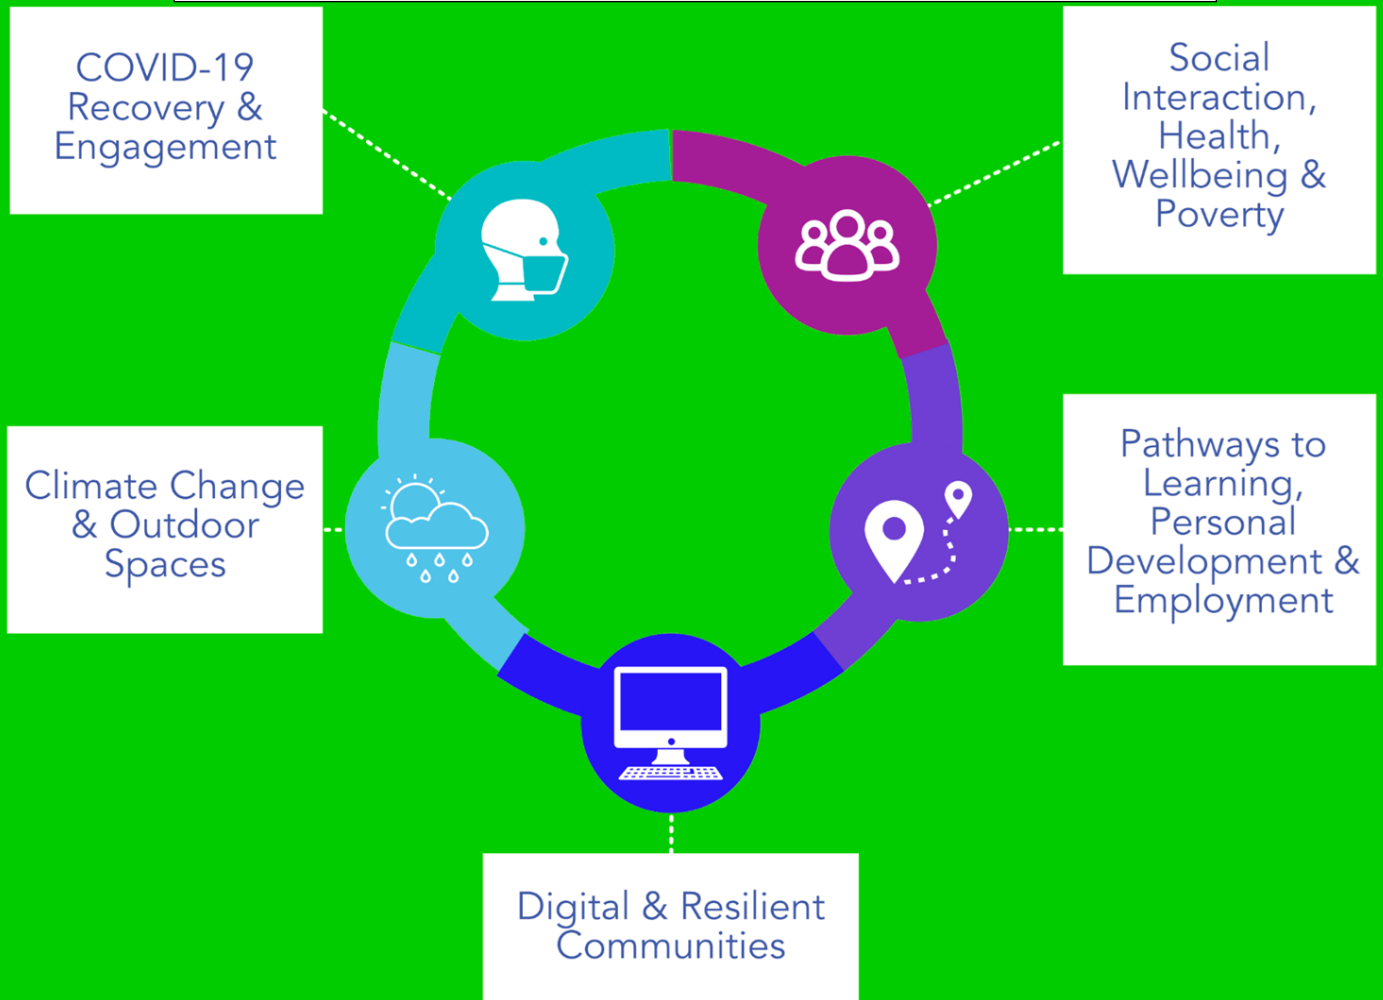 COVID-19
Recovery &
Engagement
Social
Interaction,
Health,
Wellbeing &
Poverty
Climate Change
& Outdoor
Spaces
Pathways to
Learning,
Personal
Development &
Employment
Digital & Resilient
Communities